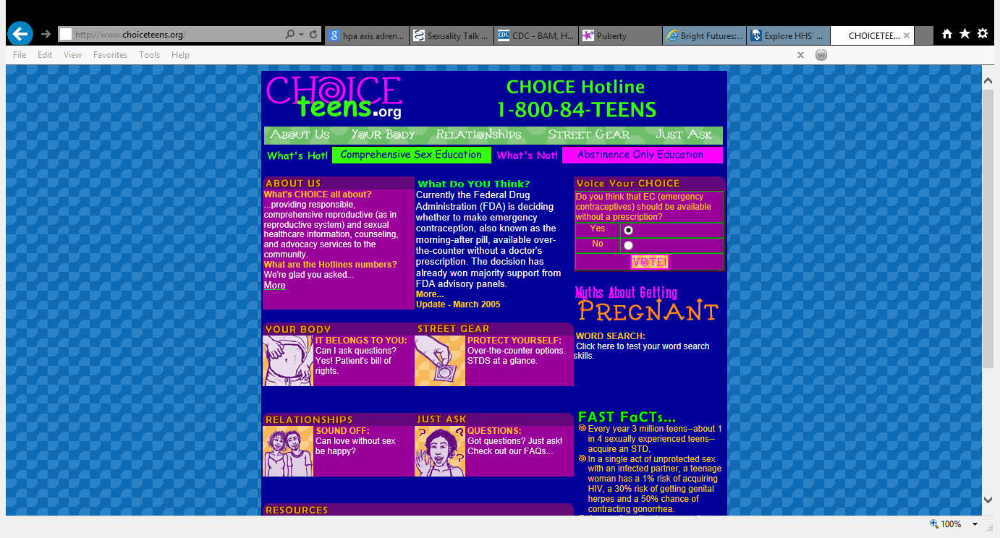 http://www.choiceteens.org/
hpa axis adren...
Sexuality Talk ...
CDC - BAM, H...
Puberty
Bright Futures:...
Explore HHS'
CHOICETEE...
File Edit View Favorites Tools Help
x
CHOICE
teens.org
CHOICE Hotline
1-800-84-TEENS
About Us Your Body Relationships Street Gear Just Ask
What's Hot! Comprehensive Sex Education What's Not! Abstinence Only Education
ABOUT US
What's CHOICE all about?
...providing responsible,
comprehensive reproductive (as in
reproductive system) and sexual
healthcare information, counseling,
and advocacy services to the
community.
What are the Hotlines numbers?
We're glad you asked...
More
What Do YOU Think?
Currently the Federal Drug
Administration (FDA) is deciding
whether to make emergency
contraception, also known as the
morning-after pill, available over-
the-counter without a doctor's
prescription. The decision has
already won majority support from
FDA advisory panels.
More...
Update - March 2005
Voice Your CHOICE
Do you think that EC (emergency
contraceptives) should be available
without a prescription?
Yes
No
VOTE!
Myths About Getting
PREGNANT
WORD SEARCH:
Click here to test your word search
skills.
YOUR BODY
IT BELONGS TO YOU:
Can I ask questions?
Yes! Patient's bill of
rights.
STREET GEAR
PROTECT YOURSELF:
Over-the-counter options.
STDS at a glance.
RELATIONSHIPS
SOUND OFF:
Can love without sex
be happy?
JUST ASK
QUESTIONS:
Got questions? Just ask!
Check out our FAQs...
FAST FaCTs...
Every year 3 million teens--about 1
in 4 sexually experienced teens--
acquire an STD.
In a single act of unprotected sex
with an infected partner, a teenage
woman has a 1% risk of acquiring
HIV, a 30% risk of getting genital
herpes and a 50% chance of
contracting gonorrhea.
RESOURCES
100%